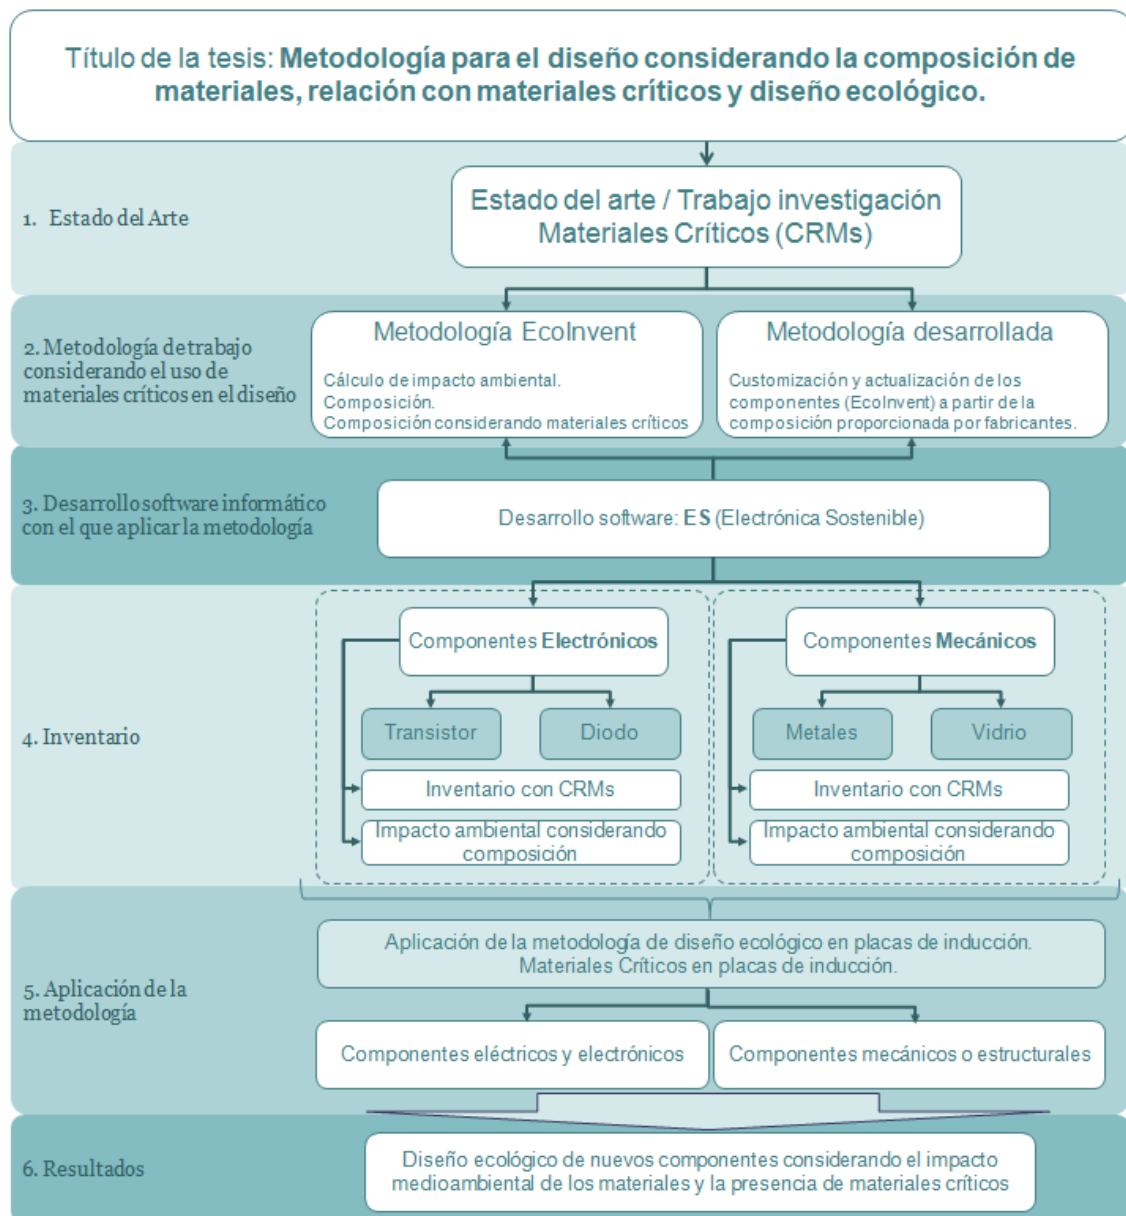 Título de la tesis: Metodología para el diseño considerando la composición de
materiales, relación con materiales críticos y diseño ecológico.
1. Estado del Arte
Estado del arte / Trabajo investigación
Materiales Críticos (CRMs)
2. Metodología de trabajo
considerando el uso de
materiales críticos en el diseño
Metodología EcoInvent
Cálculo de impacto ambiental.
Composición.
Composición considerando materiales críticos
Metodología desarrollada
Customización y actualización de los
componentes (EcoInvent) a partir de la
composición proporcionada por fabricantes.
3. Desarrollo software informático
con el que aplicar la metodología
Desarrollo software: ES (Electrónica Sostenible)
4. Inventario
Componentes Electrónicos
Transistor
Diodo
Inventario con CRMs
Impacto ambiental considerando
composición
Componentes Mecánicos
Metales
Vidrio
Inventario con CRMs
Impacto ambiental considerando
composición
5. Aplicación de la
metodología
Aplicación de la metodología de diseño ecológico en placas de inducción.
Materiales Críticos en placas de inducción.
Componentes eléctricos y electrónicos
Componentes mecánicos o estructurales
6. Resultados
Diseño ecológico de nuevos componentes considerando el impacto
medioambiental de los materiales y la presencia de materiales críticos